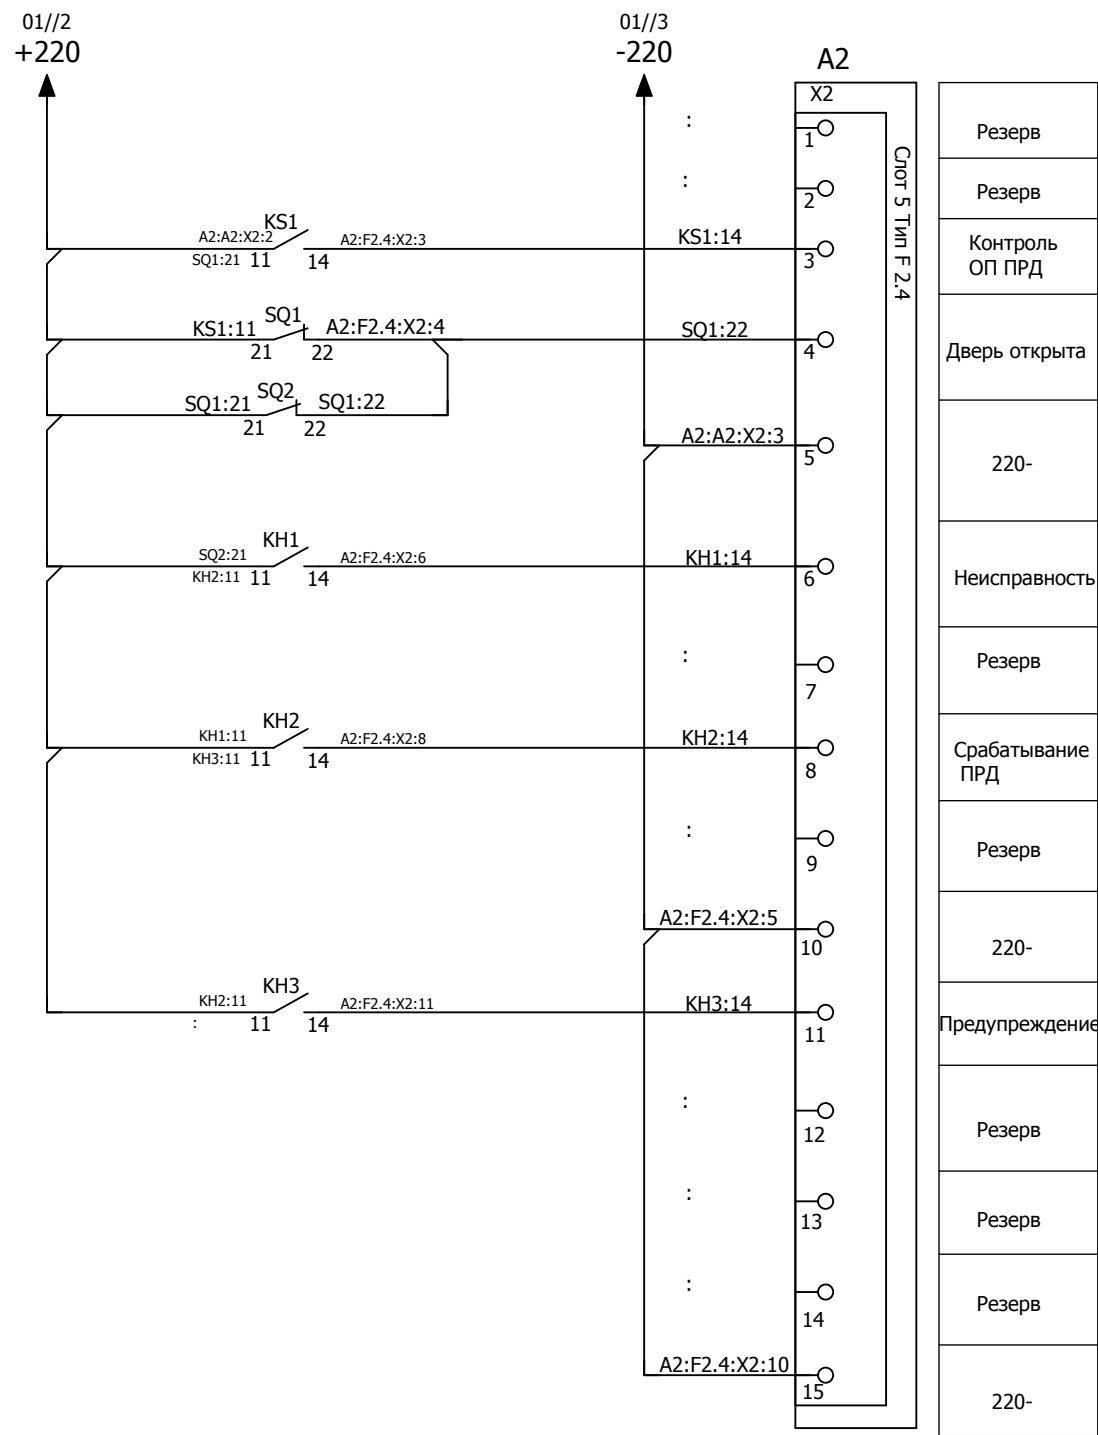 01//2
+220
01//3
-220
A2
X2
Слот 5 Тип F 2.4
:
1
Резерв
:
2
Резерв
KS1
A2:A2:X2:2
A2:F2.4:X2:3
SQ1:21
11
14
KS1:14
3
Контроль
ОП ПРД
KS1:11
SQ1
A2:F2.4:X2:4
21
22
SQ1:22
4
Дверь открыта
SQ1:21
SQ2
SQ1:22
21
22
A2:A2:X2:3
5
220-
KH1
SQ2:21
A2:F2.4:X2:6
KH2:11
11
14
KH1:14
6
Неисправность
:
7
Резерв
KH2
KH1:11
A2:F2.4:X2:8
KH3:11
11
14
KH2:14
8
Срабатывание
ПРД
:
9
Резерв
A2:F2.4:X2:5
10
220-
KH3
KH2:11
A2:F2.4:X2:11
:
11
14
KH3:14
11
Предупреждение
:
12
Резерв
:
13
Резерв
:
14
Резерв
A2:F2.4:X2:10
15
220-